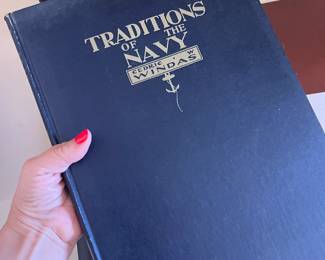 TRADITIONS
OF THE
NAVY
CEDRIC W
WINDAS